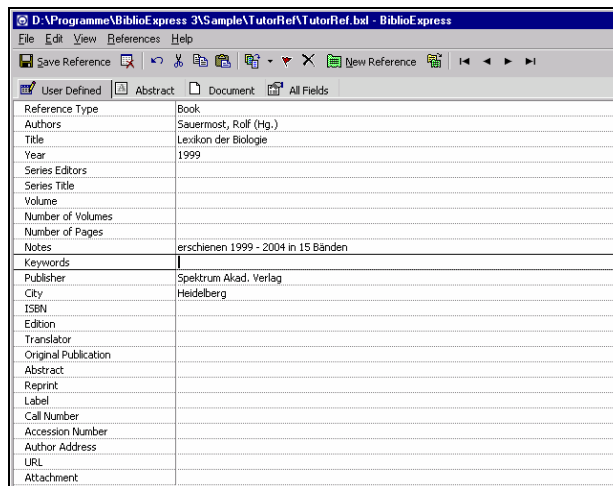 D:\Programme\BiblioExpress 3\Sample\TutorRef\TutorRef.bxl - BiblioExpress
File Edit View References Help
Save Reference New Reference
User Defined Abstract Document All Fields
Reference Type Book
Authors Sauermost, Rolf (Hg.)
Title Lexikon der Biologie
Year 1999
Series Editors
Series Title
Volume
Number of Volumes
Number of Pages
Notes erschienen 1999 - 2004 in 15 Bänden
Keywords
Publisher Spektrum Akad. Verlag
City Heidelberg
ISBN
Edition
Translator
Original Publication
Abstract
Reprint
Label
Call Number
Accession Number
Author Address
URL
Attachment